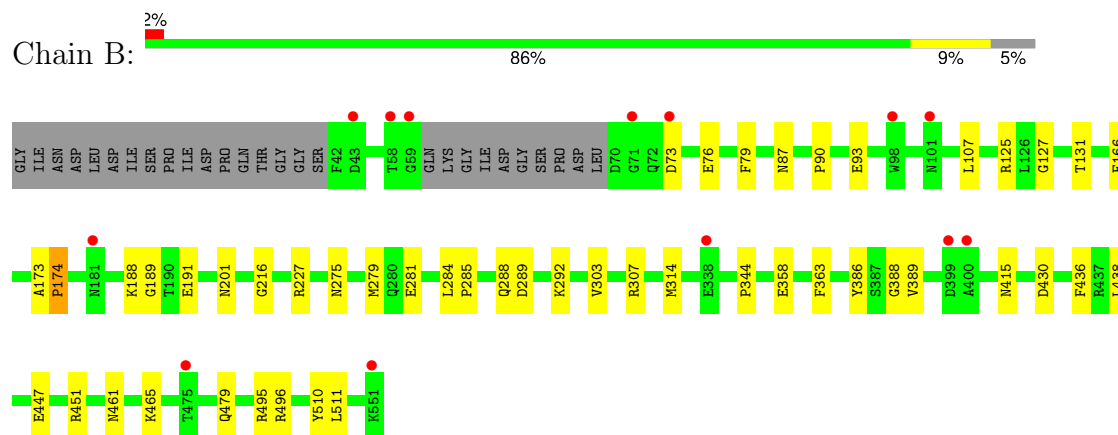 2%
Chain B:
86% 9% 5%
GLY ILE ASN ASP LEU ASP ILE SER PRO ILE ASP PRO GLN THR GLY GLY SER F42 D43 T58 G59 GLN LYS GLY ILE ASP GLY SER PRO ASP LEU D70 G71 Q72 D73 E76 F79 N87 P90 E93 W98 N101 L107 R125 L126 G127 T131
A173 P174 N181 K188 G189 T190 E191 N201 G216 R227 N275 M279 Q280 E281 L284 P285 Q288 D289 K292 V303 R307 M314 E338 P344 E358 F363 Y386 S387 G388 V389 D399 A400 N415 D430 F436 R437 L438
E447 R451 N461 K465 T475 Q479 R495 R496 Y510 L511 K551